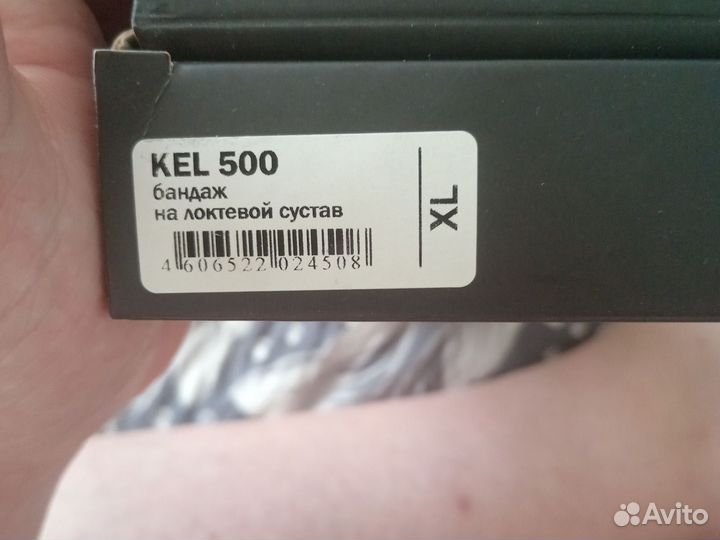 KEL 500
бандаж
на локтевой сустав
XL
4 606522 024508
Avito